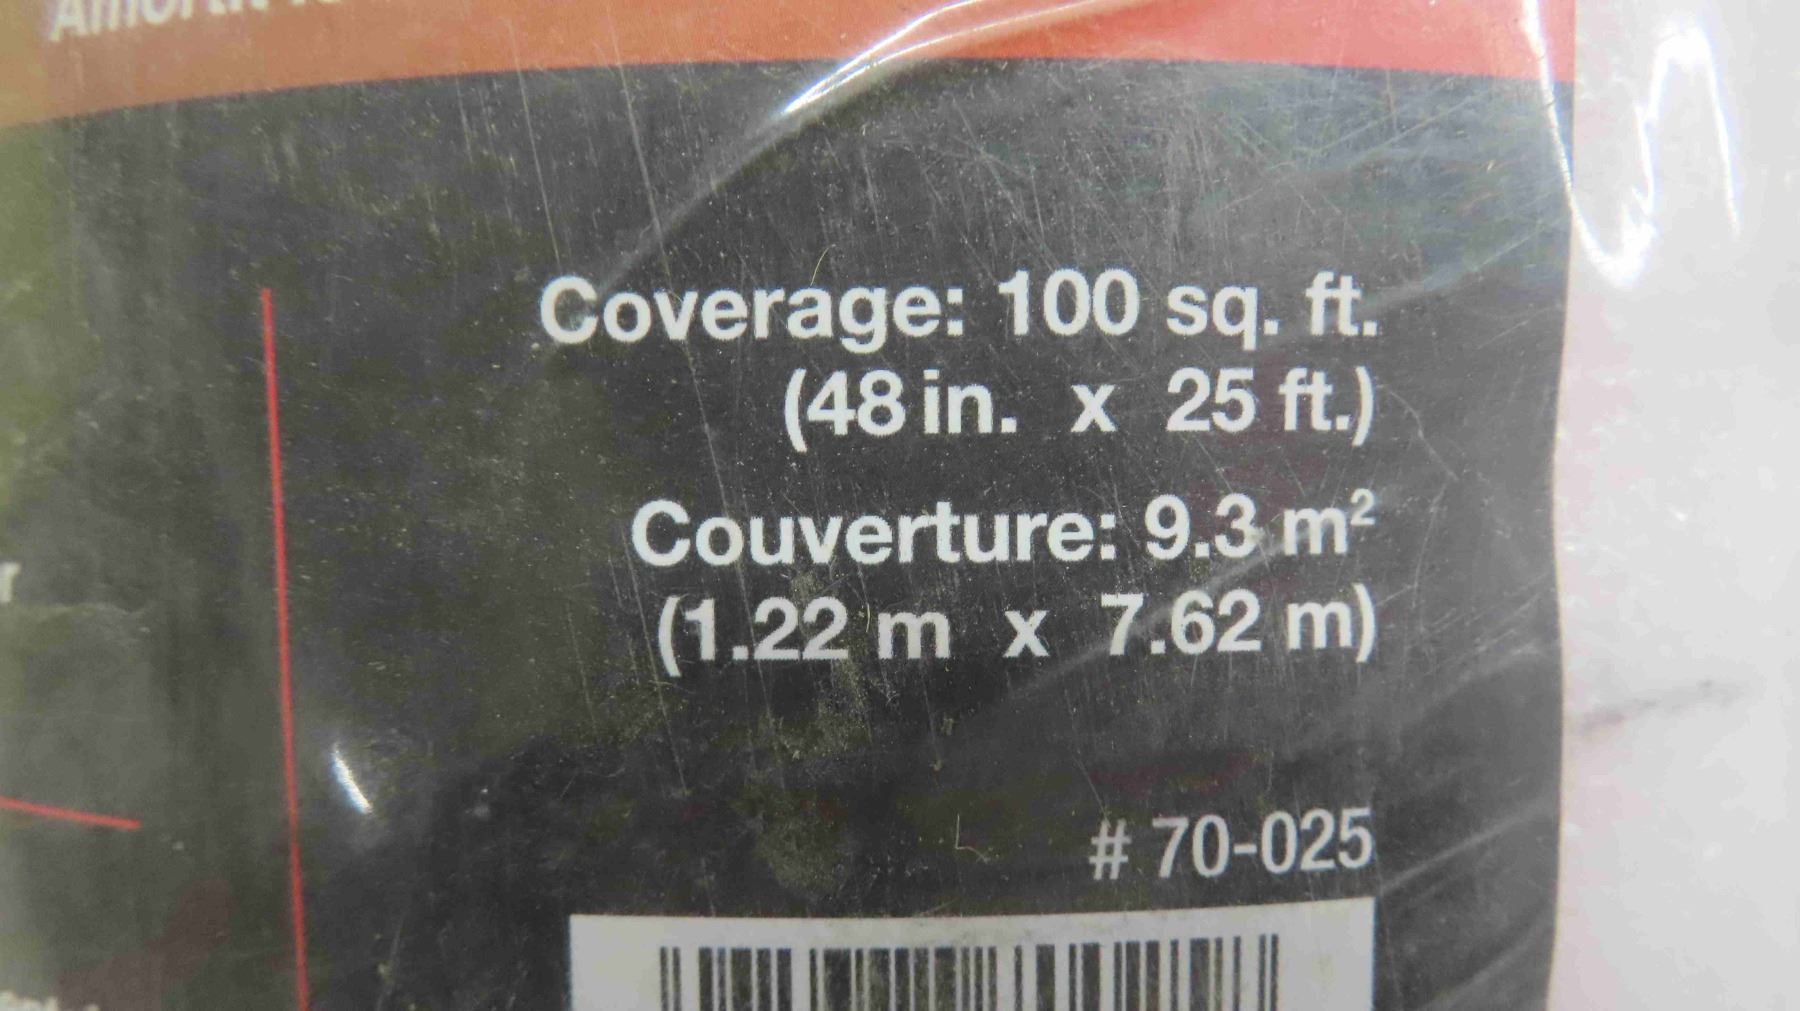 Coverage: 100 sq. ft.
(48 in. x 25 ft.)
Couverture: 9.3 m²
(1.22 m x 7.62 m)
# 70-025